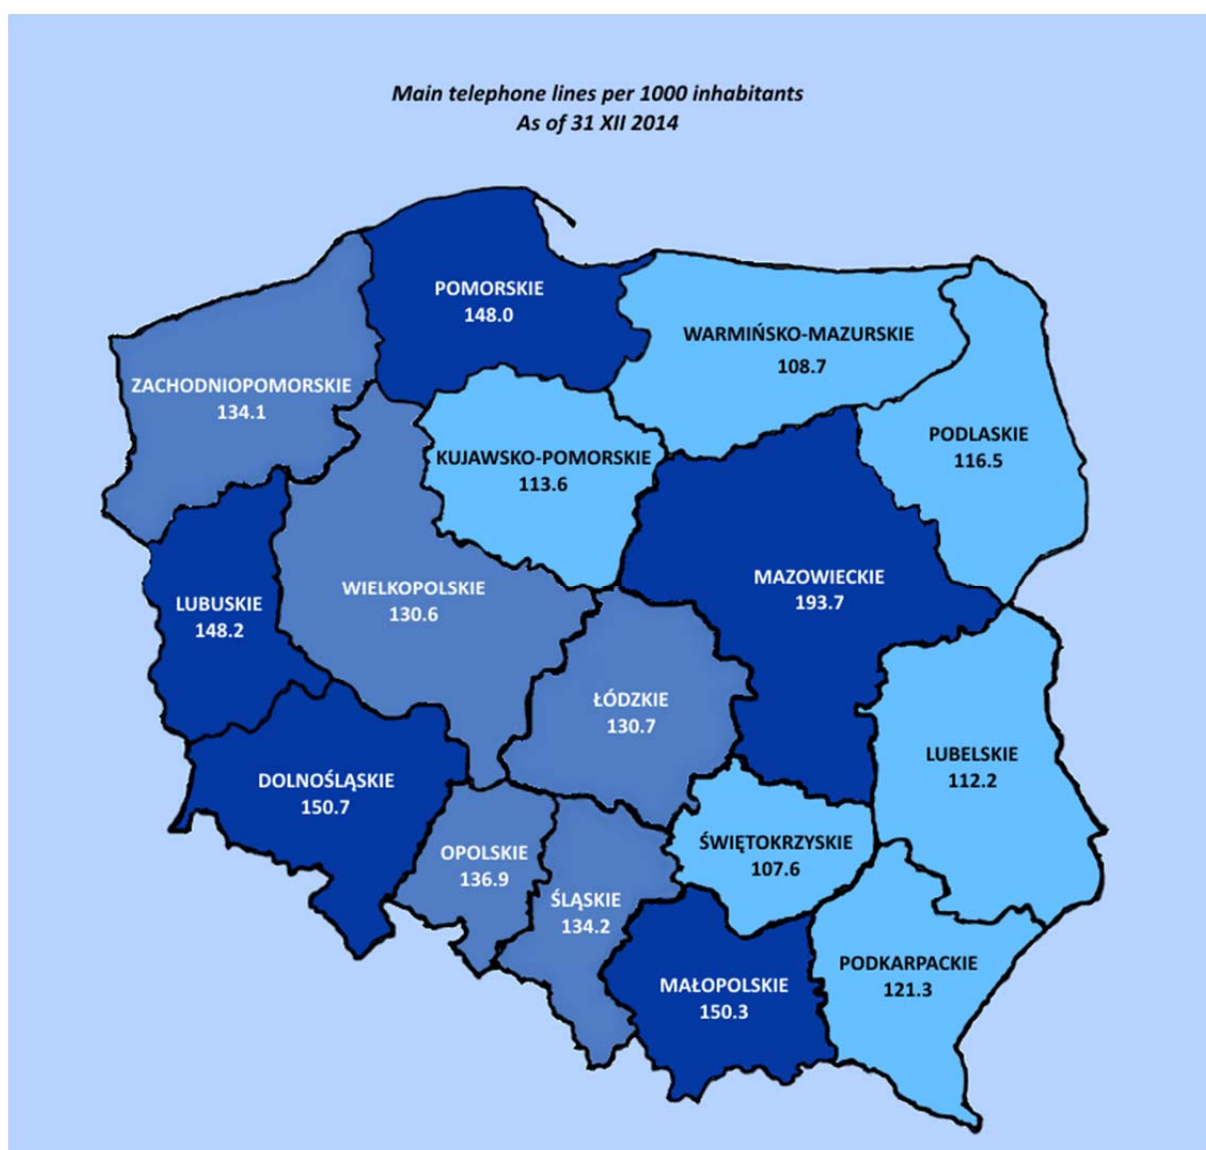 Main telephone lines per 1000 inhabitants
As of 31 XII 2014
POMORSKIE
148.0
WARMIŃSKO-MAZURSKIE
108.7
ZACHODNIOPOMORSKIE
134.1
PODLASKIE
116.5
KUJAWSKO-POMORSKIE
113.6
MAZOWIECKIE
193.7
WIELKOPOLSKIE
130.6
LUBUSKIE
148.2
ŁÓDZKIE
130.7
LUBELSKIE
112.2
DOLNOŚLĄSKIE
150.7
ŚWIĘTOKRZYSKIE
107.6
OPOLSKIE
136.9
ŚLĄSKIE
134.2
PODKARPACKIE
121.3
MAŁOPOLSKIE
150.3